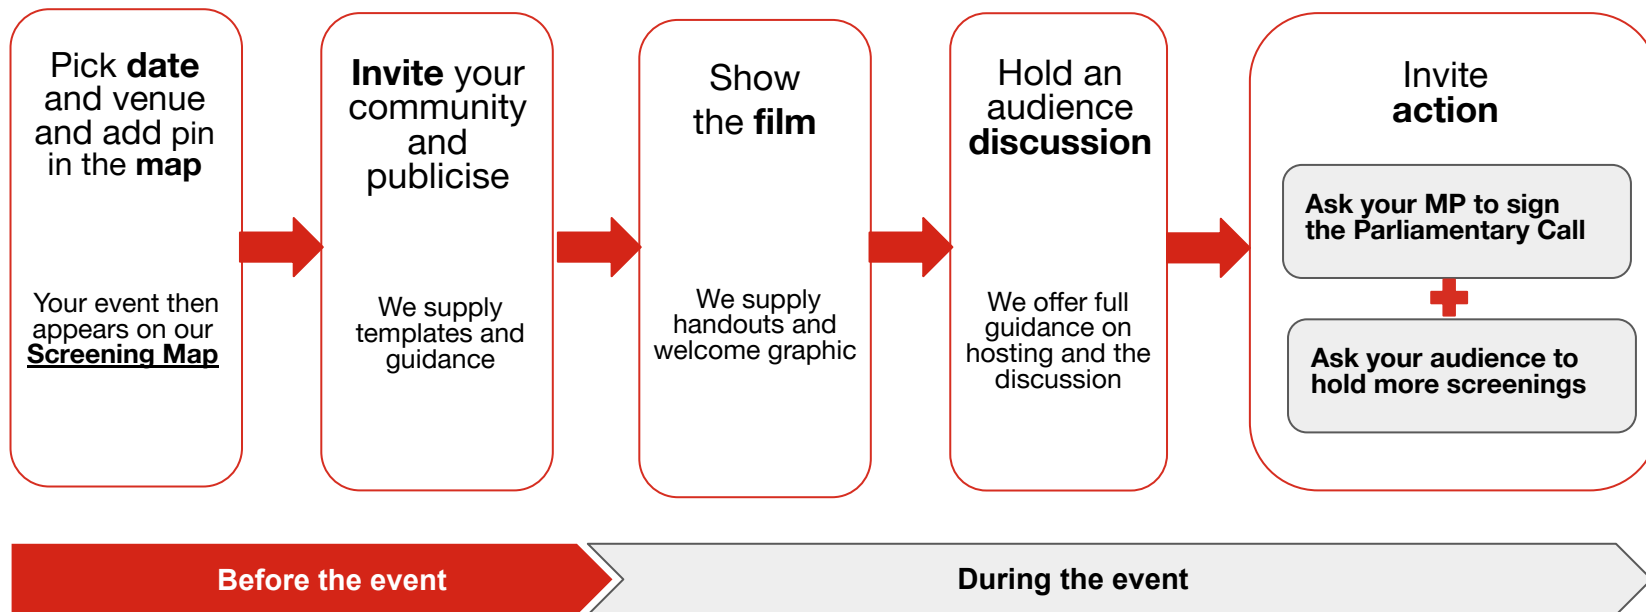 Pick date
and venue
and add pin
in the map
Your event then
appears on our
Screening Map
Invite your
community
and
publicise
We supply
templates and
guidance
Show
the film
We supply
handouts and
welcome graphic
Hold an
audience
discussion
We offer full
guidance on
hosting and the
discussion
Invite
action
Ask your MP to sign
the Parliamentary Call
Ask your audience to
hold more screenings
Before the event
During the event